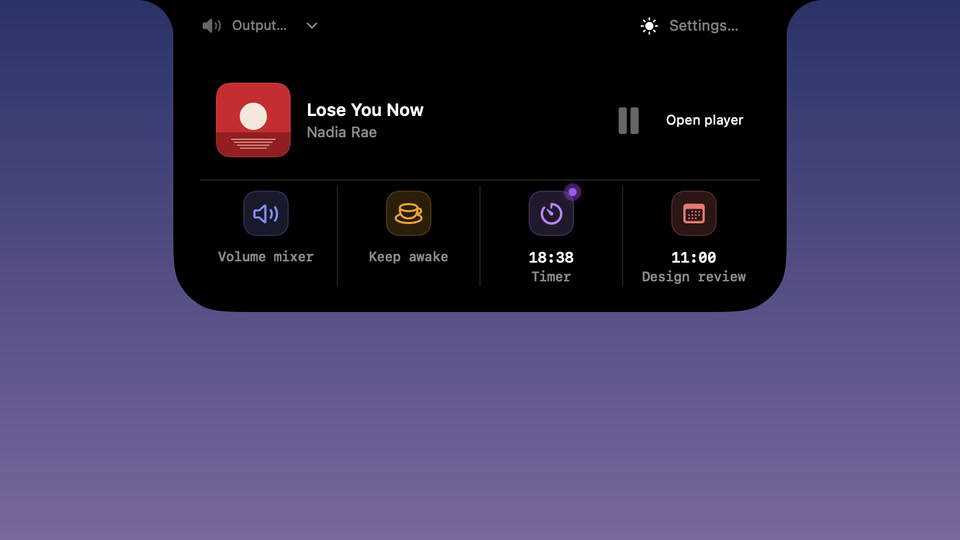 Output...
Settings...
Lose You Now
Nadia Rae
Open player
Volume mixer
Keep awake
18:38
Timer
11:00
Design review